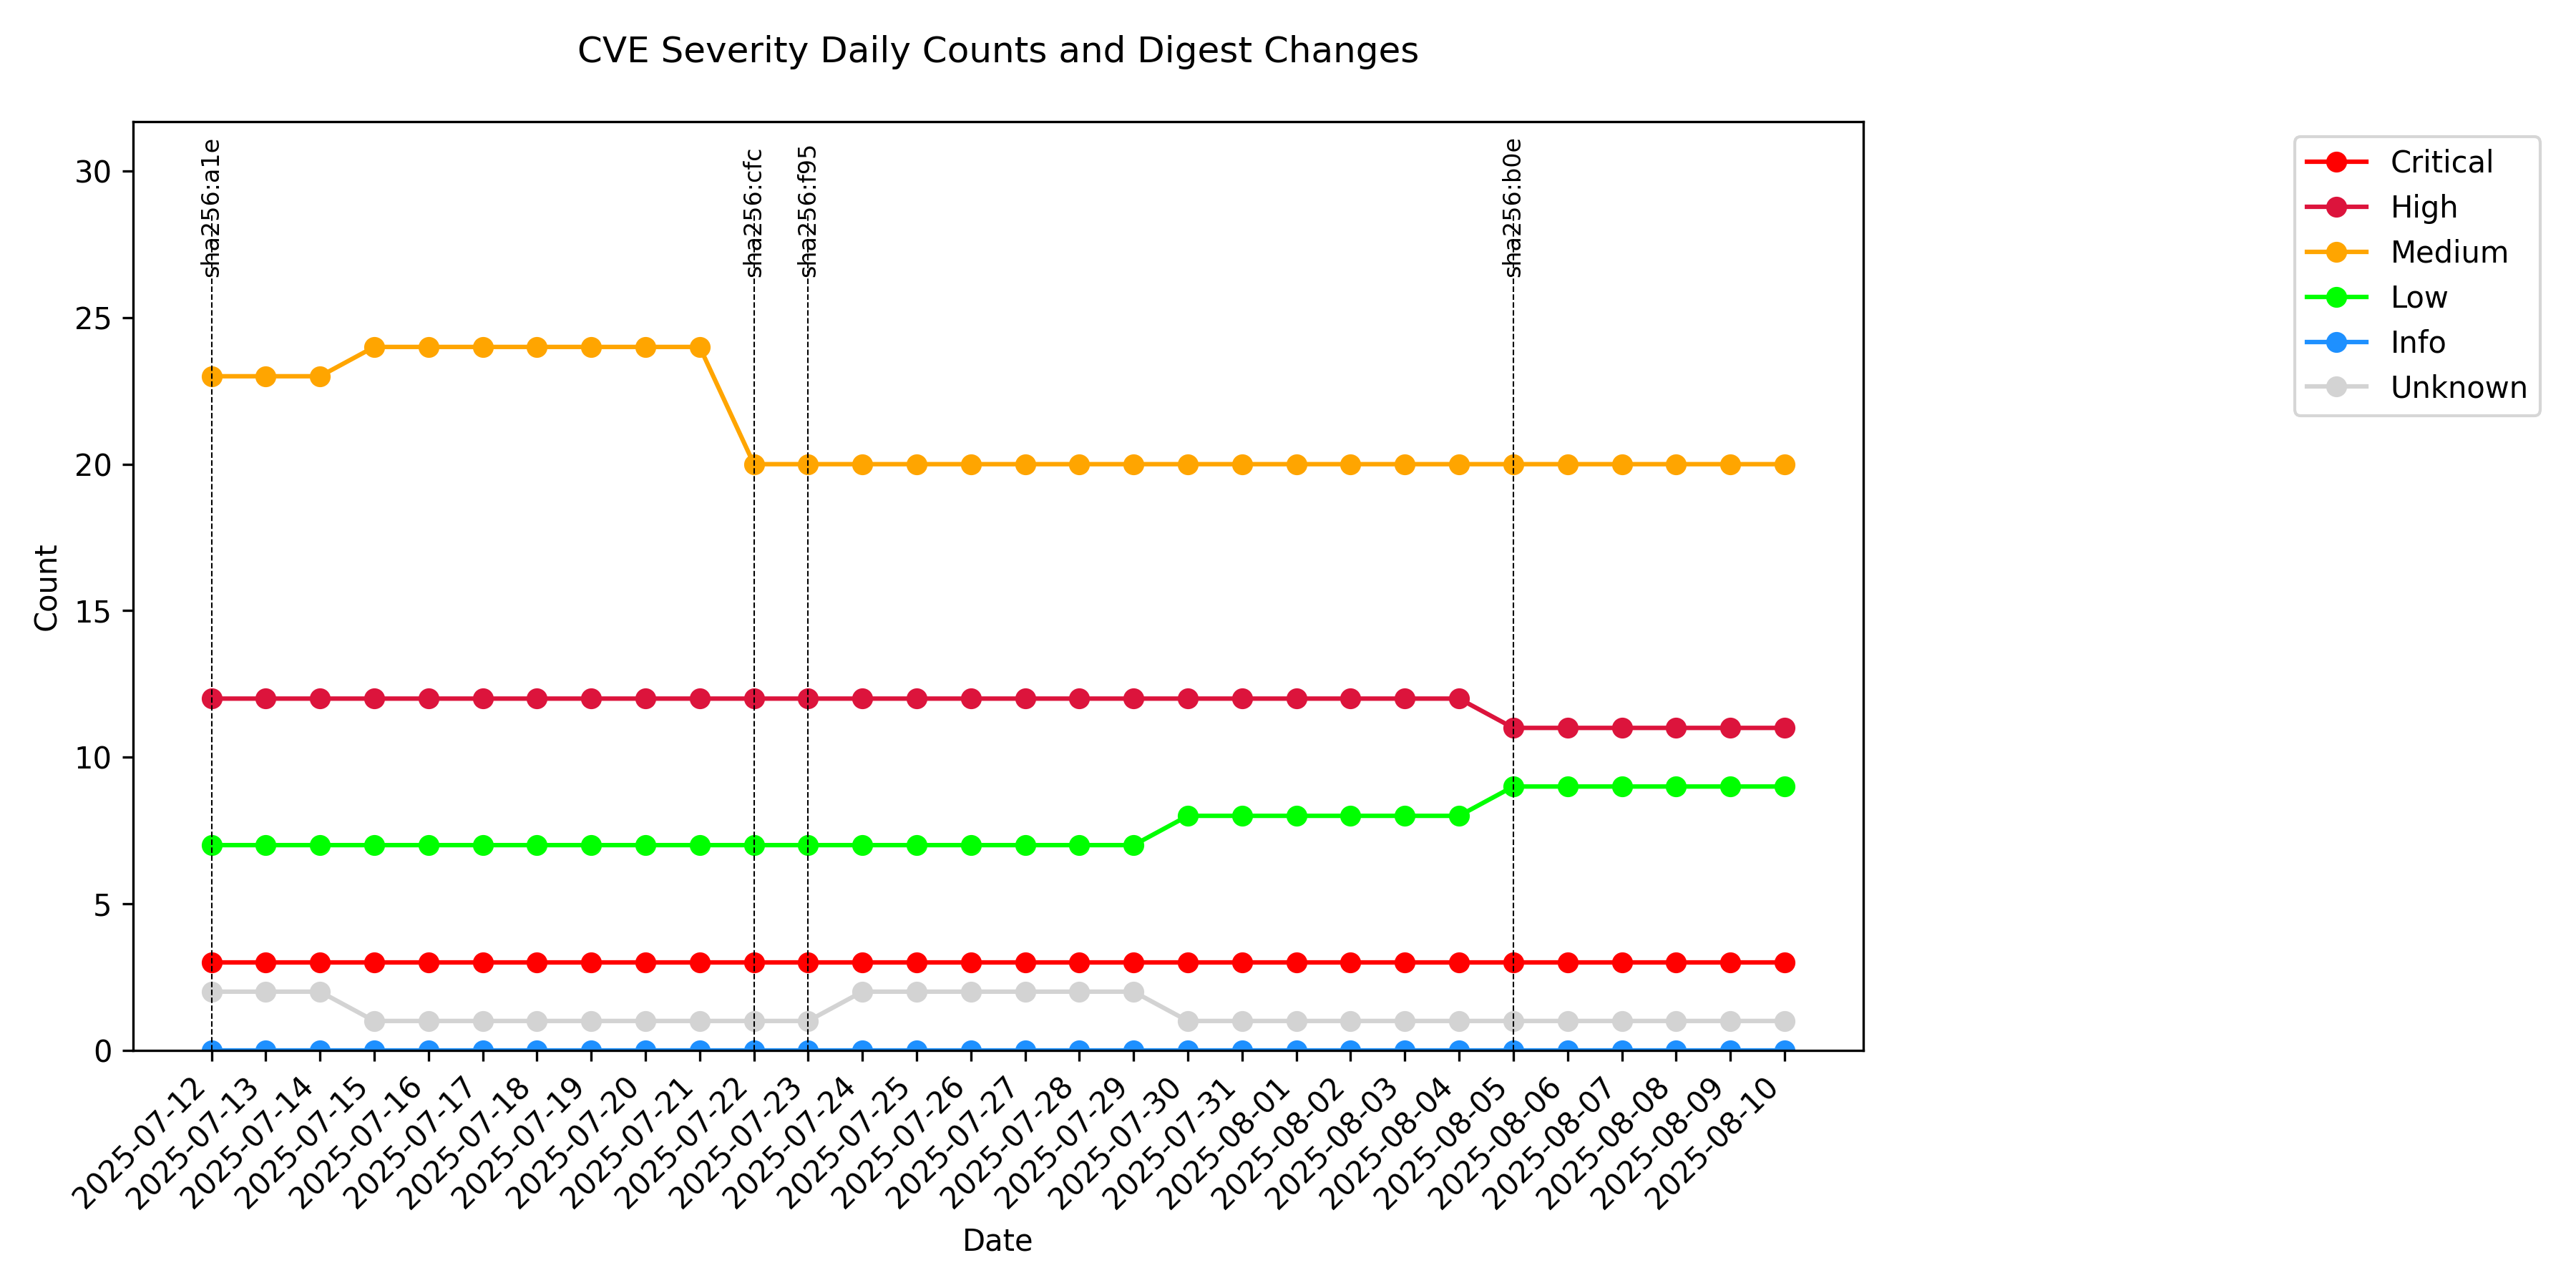 CVE Severity Daily Counts and Digest Changes
sha256:a1e
sha256:cfc
sha256:f95
sha256:b0e
Critical
High
Medium
Low
Info
Unknown
Count
30
25
20
15
10
5
0
2025-07-12
2025-07-13
2025-07-14
2025-07-15
2025-07-16
2025-07-17
2025-07-18
2025-07-19
2025-07-20
2025-07-21
2025-07-22
2025-07-23
2025-07-24
2025-07-25
2025-07-26
2025-07-27
2025-07-28
2025-07-29
2025-07-30
2025-07-31
2025-08-01
2025-08-02
2025-08-03
2025-08-04
2025-08-05
2025-08-06
2025-08-07
2025-08-08
2025-08-09
2025-08-10
Date